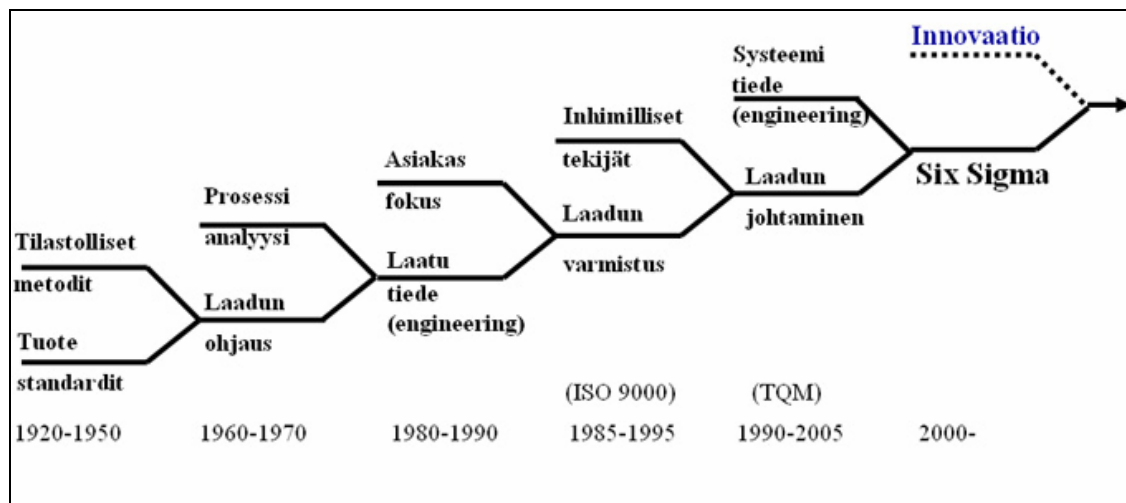 Tilastolliset
metodit
Tuote
standardit
1920-1950
Prosessi
analyysi
Laadun
ohjaus
1960-1970
Asiakas
fokus
Laatu
tiede
(engineering)
1980-1990
Inhimilliset
tekijät
Laadun
varmistus
(ISO 9000)
1985-1995
Systeemi
tiede
(engineering)
Laadun
johtaminen
(TQM)
1990-2005
Innovaatio
Six Sigma
2000-